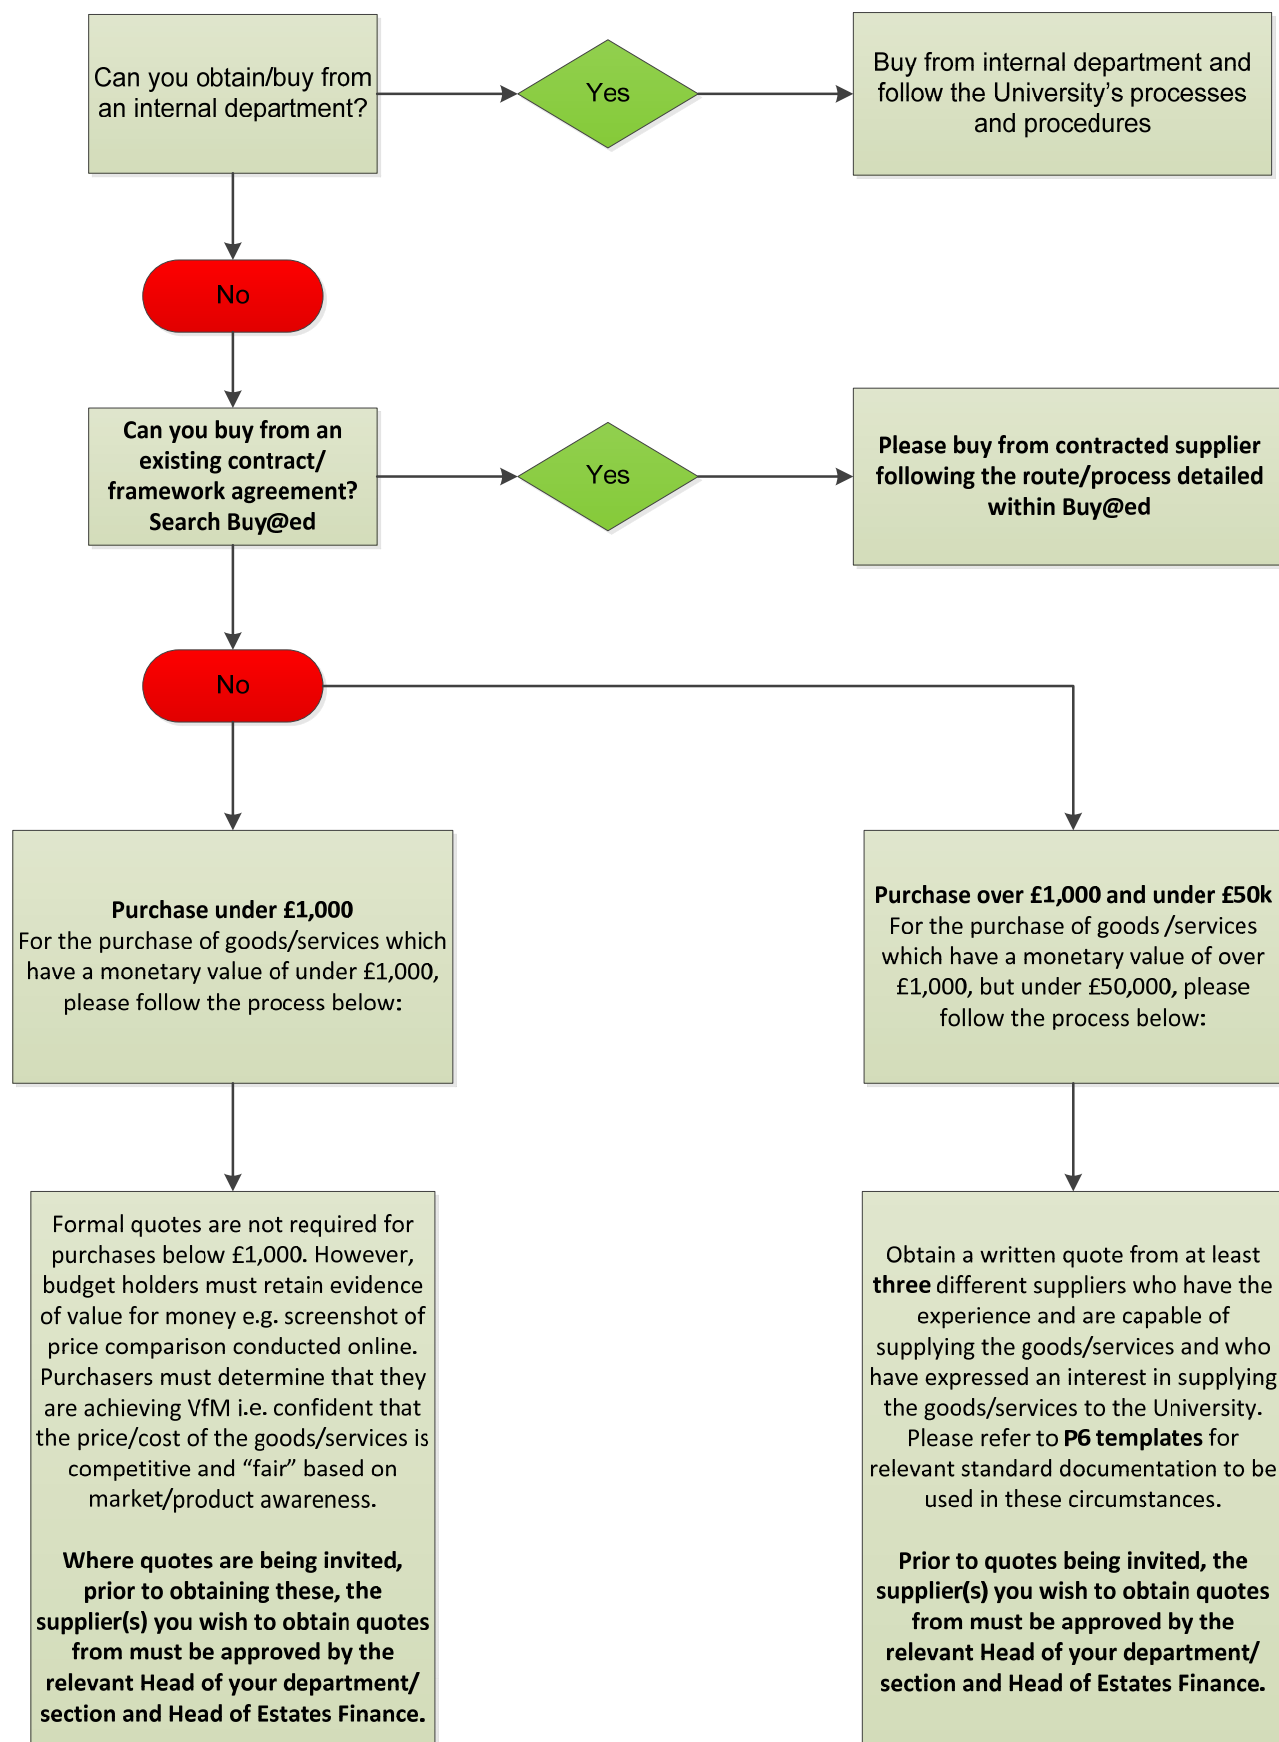 Can you obtain/buy from
an internal department?
Yes
Buy from internal department and
follow the University’s processes
and procedures
No
Can you buy from an
existing contract/
framework agreement?
Search Buy@ed
Yes
Please buy from contracted supplier
following the route/process detailed
within Buy@ed
No
Purchase under £1,000
For the purchase of goods/services which
have a monetary value of under £1,000,
please follow the process below:
Purchase over £1,000 and under £50k
For the purchase of goods /services
which have a monetary value of over
£1,000, but under £50,000, please
follow the process below:
Formal quotes are not required for
purchases below £1,000. However,
budget holders must retain evidence
of value for money e.g. screenshot of
price comparison conducted online.
Purchasers must determine that they
are achieving VfM i.e. confident that
the price/cost of the goods/services is
competitive and “fair” based on
market/product awareness.
Where quotes are being invited,
prior to obtaining these, the
supplier(s) you wish to obtain quotes
from must be approved by the
relevant Head of your department/
section and Head of Estates Finance.
Obtain a written quote from at least
three different suppliers who have the
experience and are capable of
supplying the goods/services and who
have expressed an interest in supplying
the goods/services to the University.
Please refer to P6 templates for
relevant standard documentation to be
used in these circumstances.
Prior to quotes being invited, the
supplier(s) you wish to obtain quotes
from must be approved by the
relevant Head of your department/
section and Head of Estates Finance.